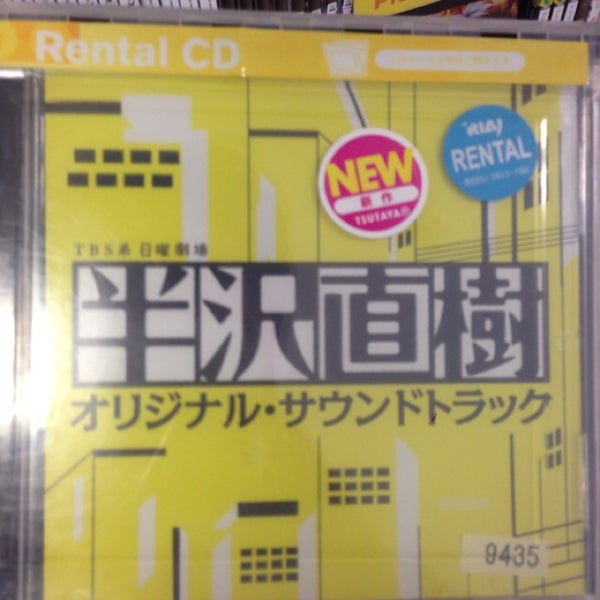 Rental CD
NEW
新作
TSUTAYA
RIAJ
RENTAL
TBS系 日曜劇場
半沢直樹
オリジナル・サウンドトラック
9435